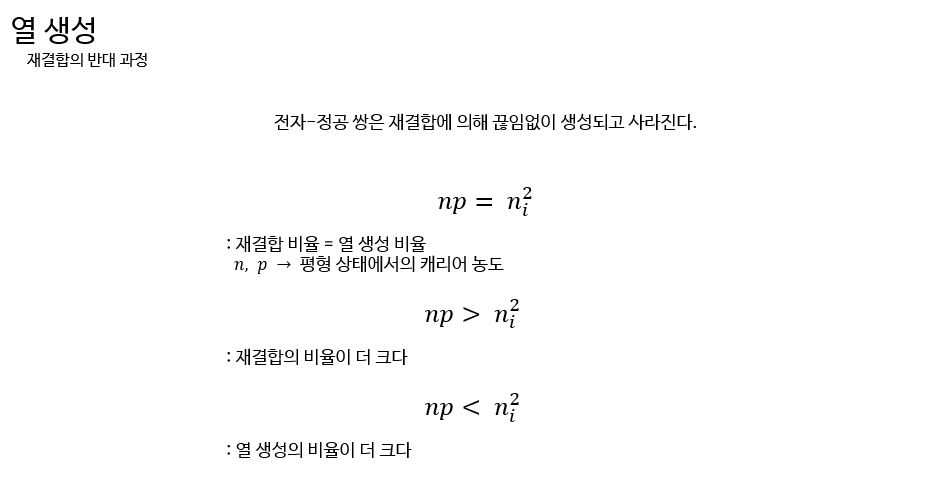 열 생성
재결합의 반대 과정
전자-정공 쌍은 재결합에 의해 끊임없이 생성되고 사라진다.
np = n_i^2
: 재결합 비율 = 열 생성 비율
n, p → 평형 상태에서의 캐리어 농도
np > n_i^2
: 재결합의 비율이 더 크다
np < n_i^2
: 열 생성의 비율이 더 크다